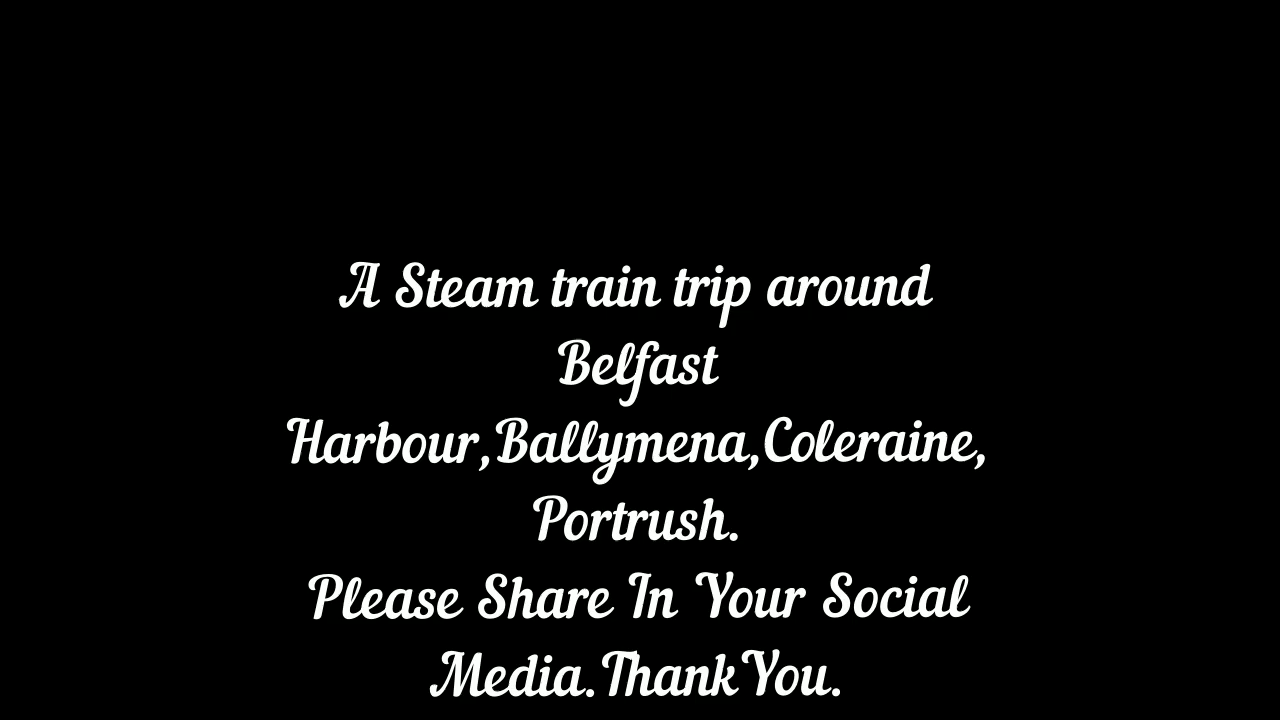 A Steam train trip around
Belfast
Harbour,Ballymena,Coleraine,
Portrush.
Please Share In Your Social
Media.ThankYou.